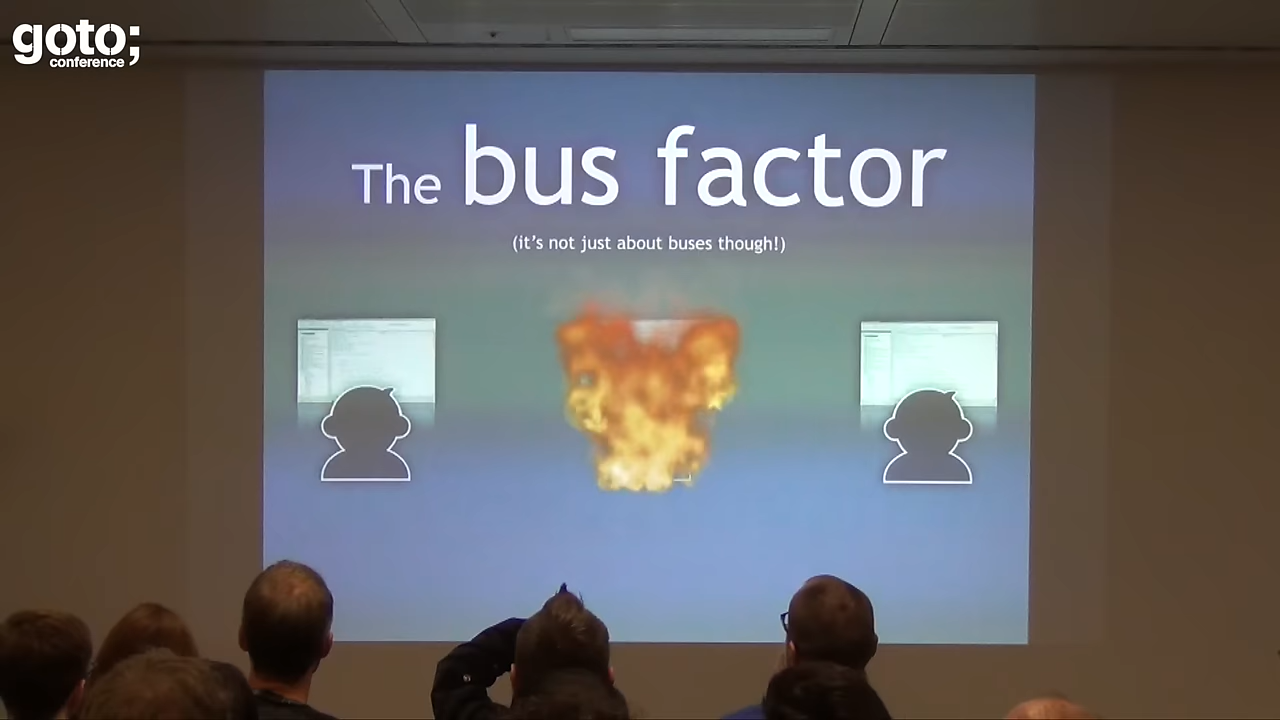 goto;
conference
The bus factor
(it's not just about buses though!)